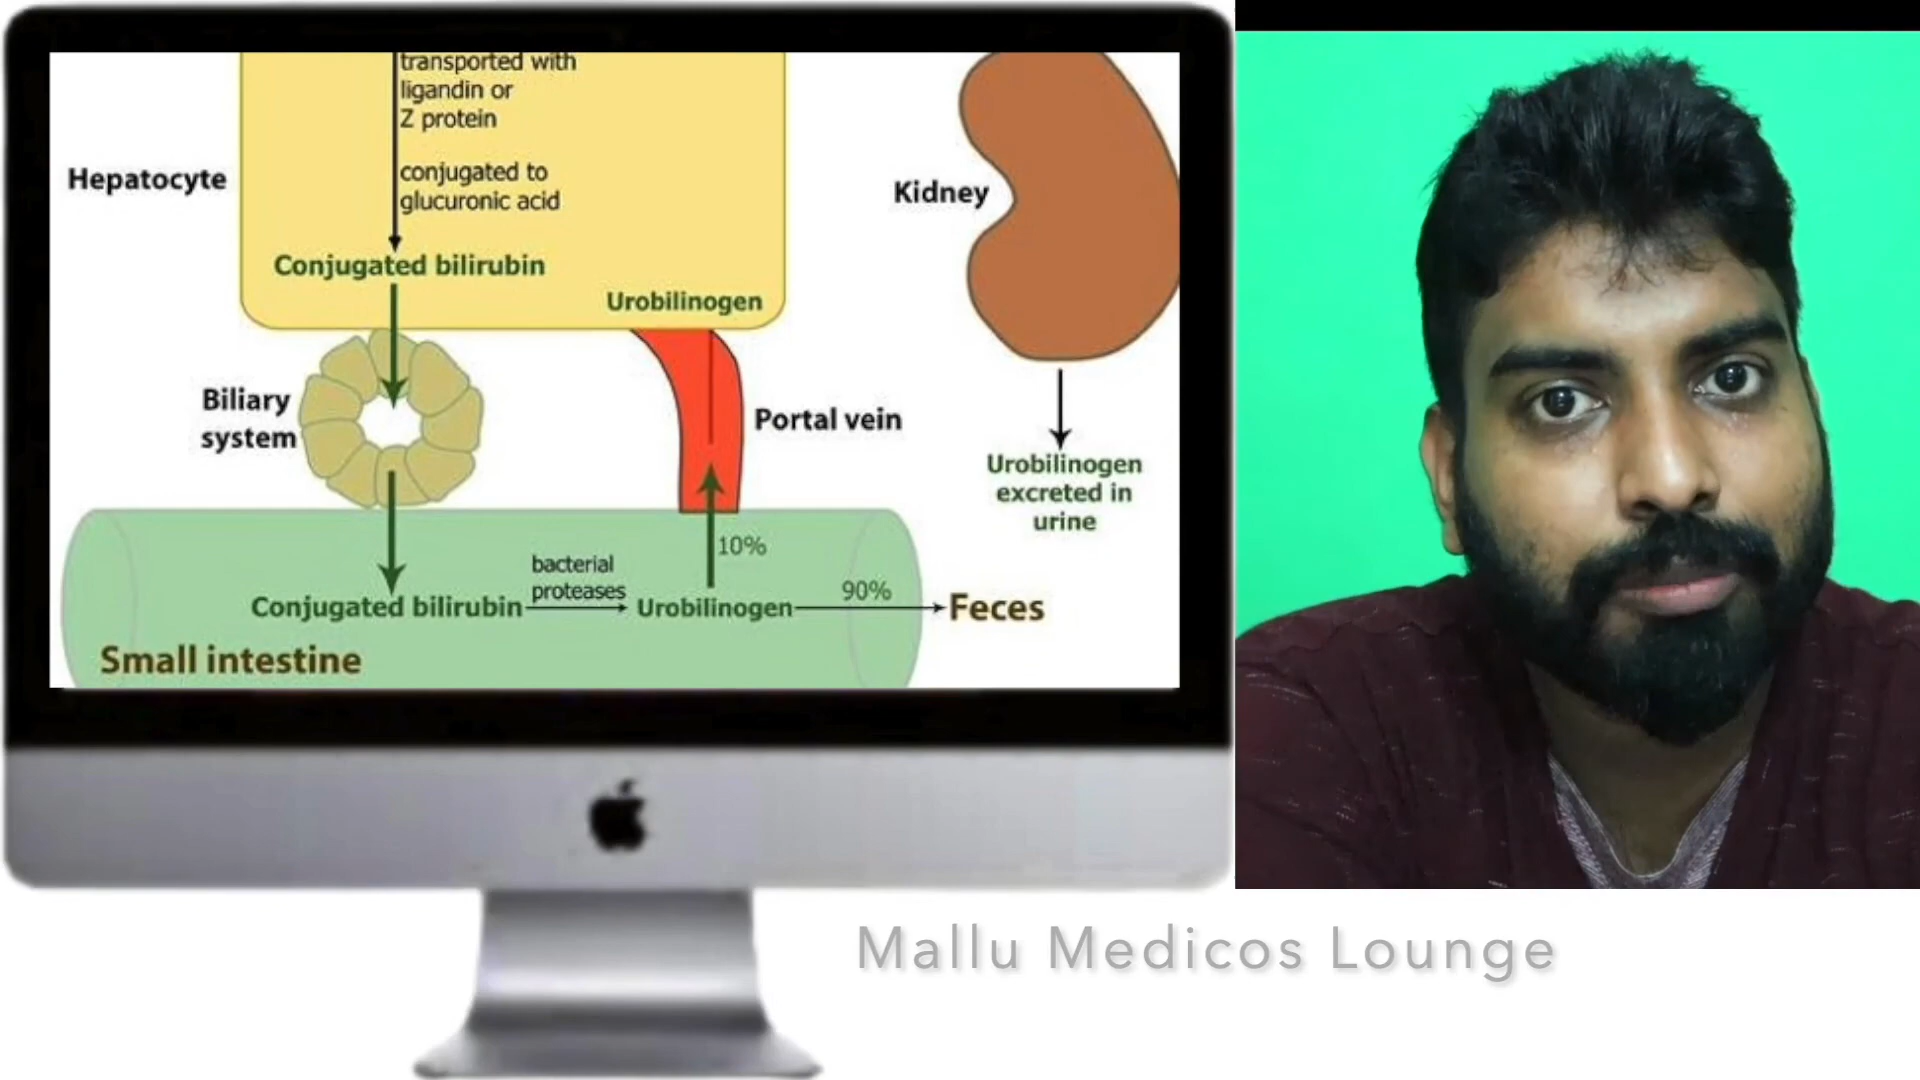 transported with
ligandin or
Z protein
Hepatocyte
conjugated to
glucuronic acid
Kidney
Conjugated bilirubin
Urobilinogen
Biliary
system
Portal vein
Urobilinogen
excreted in
urine
10%
bacterial
proteases
90%
Conjugated bilirubin
Urobilinogen
Feces
Small intestine
Mallu Medicos Lounge